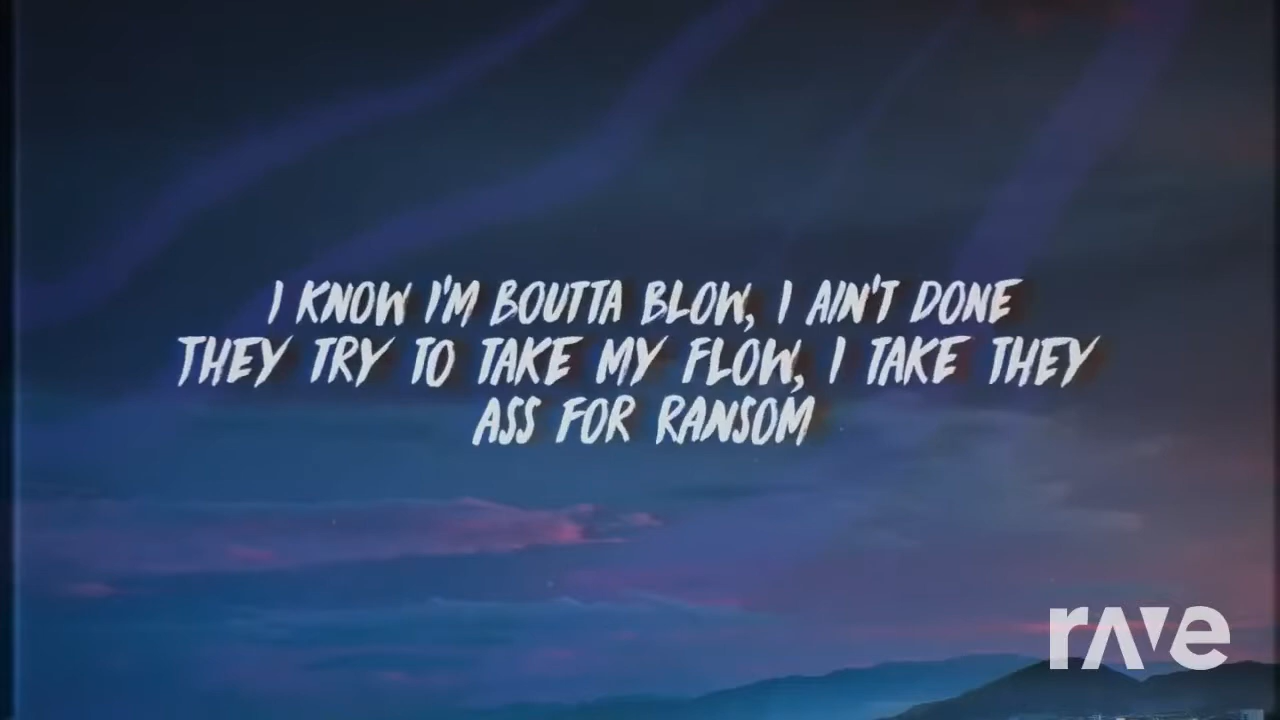 I KNOW I'M BOUTTA BLOW, I AIN'T DONE
THEY TRY TO TAKE MY FLOW, I TAKE THEY
ASS FOR RANSOM
rave